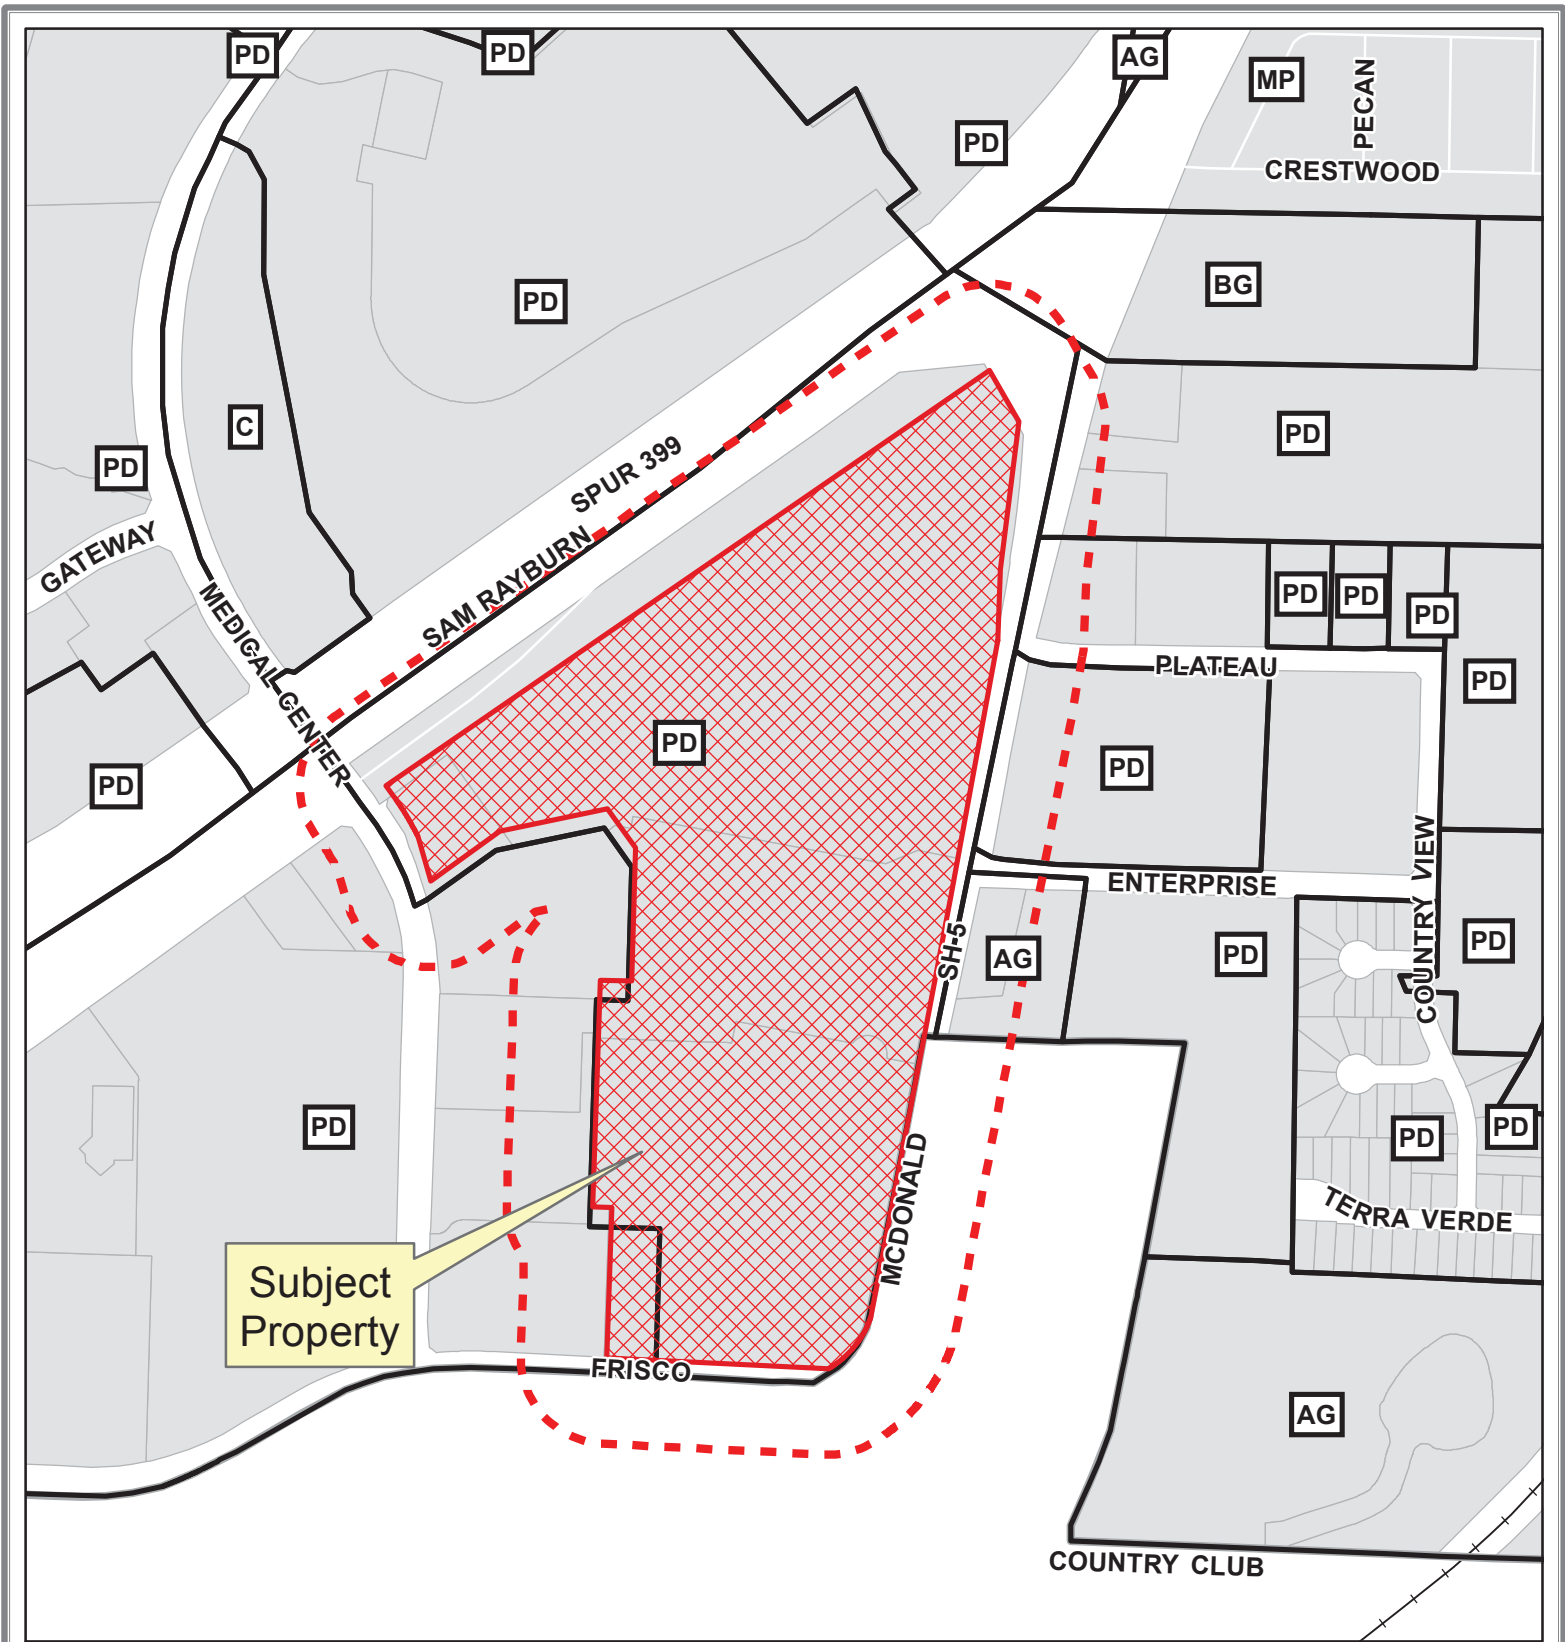 PD
PD
AG
MP
PECAN
PD
CRESTWOOD
PD
BG
C
PD
PD
SPUR 399
GATEWAY
SAM RAYBURN
MEDICAL CENTER
PD
PD
PD
PLATEAU
PD
PD
PD
PD
PD
COUNTRY VIEW
ENTERPRISE
SH-5
AG
PD
PD
PD
PD
PD
MCDONALD
TERRA VERDE
Subject
Property
FRISCO
AG
COUNTRY CLUB